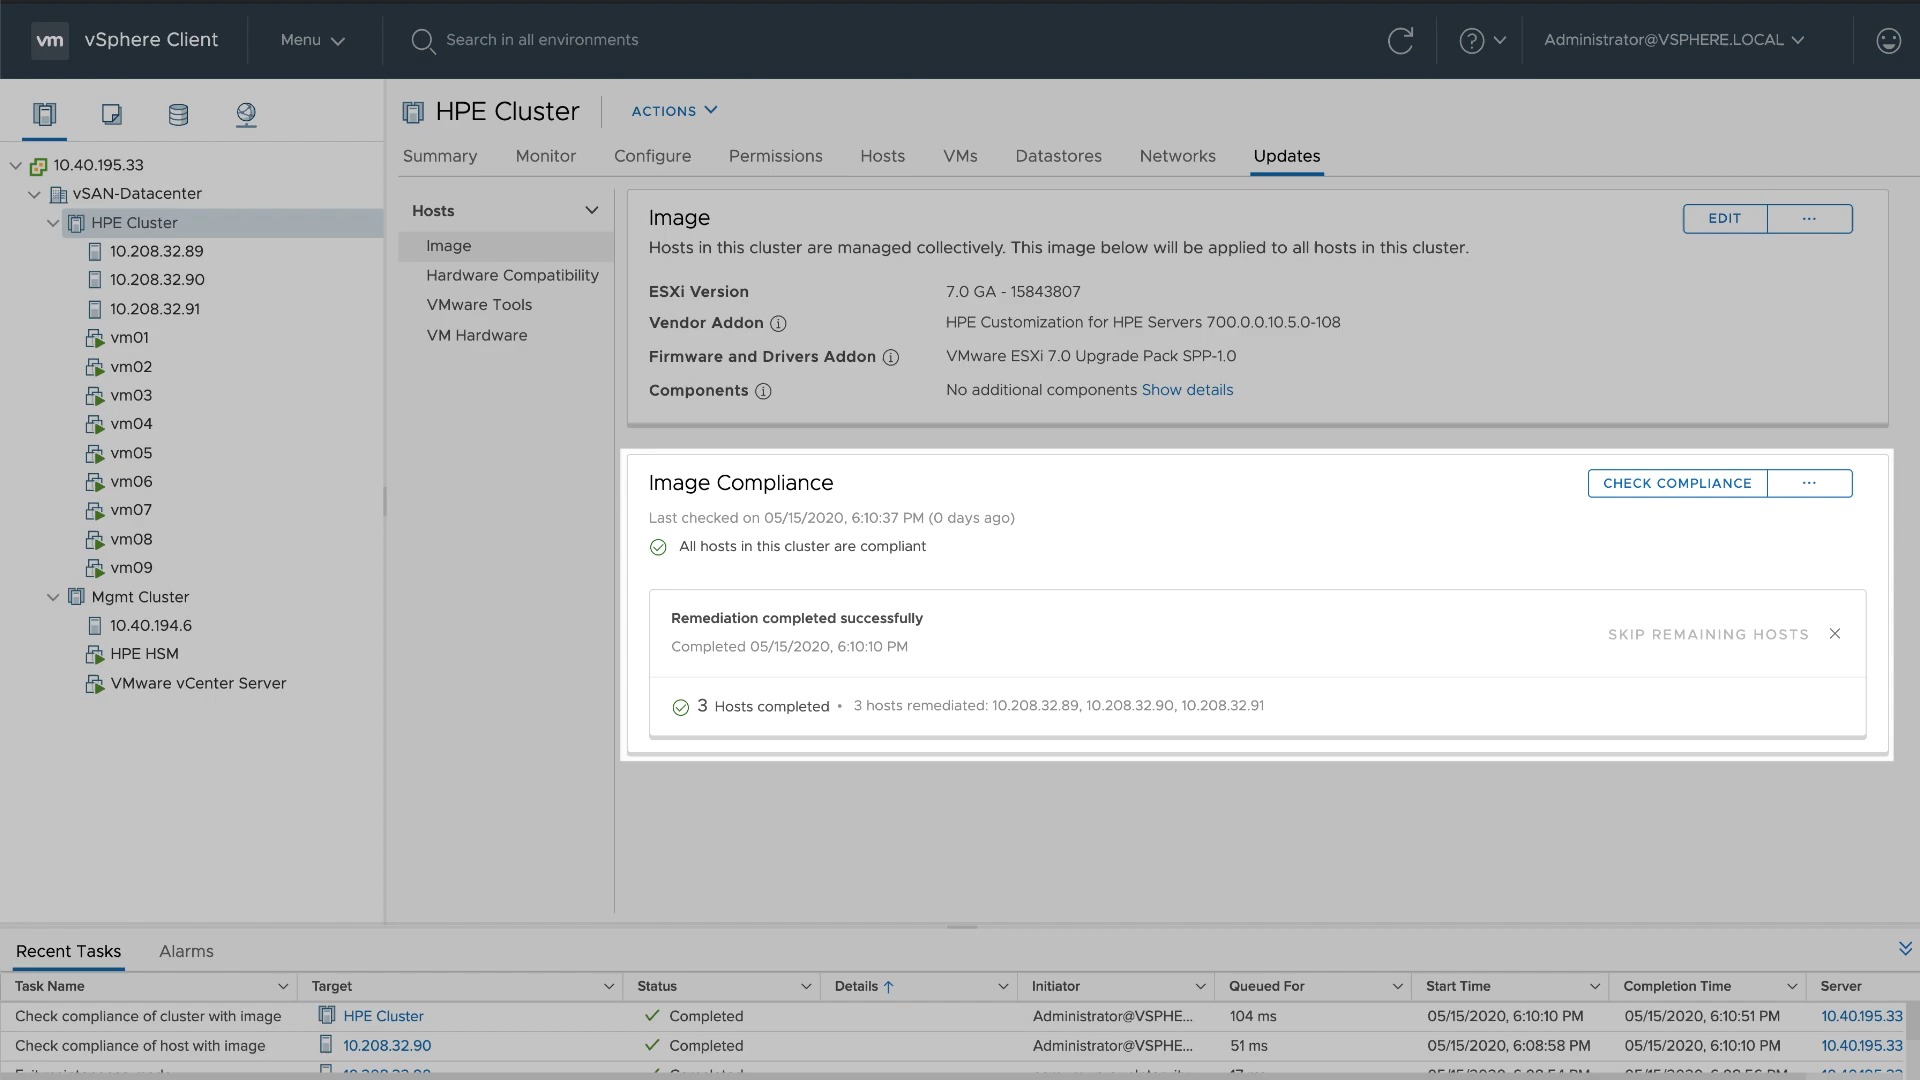 vm vSphere Client Menu Search in all environments Administrator@VSPHERE.LOCAL
10.40.195.33
vSAN-Datacenter
HPE Cluster
10.208.32.89
10.208.32.90
10.208.32.91
vm01
vm02
vm03
vm04
vm05
vm06
vm07
vm08
vm09
Mgmt Cluster
10.40.194.6
HPE HSM
VMware vCenter Server
HPE Cluster ACTIONS
Summary Monitor Configure Permissions Hosts VMs Datastores Networks Updates
Hosts
Image
Hardware Compatibility
VMware Tools
VM Hardware
Image EDIT ...
Hosts in this cluster are managed collectively. This image below will be applied to all hosts in this cluster.
ESXi Version 7.0 GA - 15843807
Vendor Addon HPE Customization for HPE Servers 700.0.0.10.5.0-108
Firmware and Drivers Addon VMware ESXi 7.0 Upgrade Pack SPP-1.0
Components No additional components Show details
Image Compliance CHECK COMPLIANCE ...
Last checked on 05/15/2020, 6:10:37 PM (0 days ago)
All hosts in this cluster are compliant
Remediation completed successfully
SKIP REMAINING HOSTS
Completed 05/15/2020, 6:10:10 PM
3 Hosts completed • 3 hosts remediated: 10.208.32.89, 10.208.32.90, 10.208.32.91
Recent Tasks Alarms
Task Name Target Status Details Initiator Queued For Start Time Completion Time Server
Check compliance of cluster with image HPE Cluster Completed Administrator@VSPHE... 104 ms 05/15/2020, 6:10:10 PM 05/15/2020, 6:10:51 PM 10.40.195.33
Check compliance of host with image 10.208.32.90 Completed Administrator@VSPHE... 51 ms 05/15/2020, 6:08:58 PM 05/15/2020, 6:10:10 PM 10.40.195.33